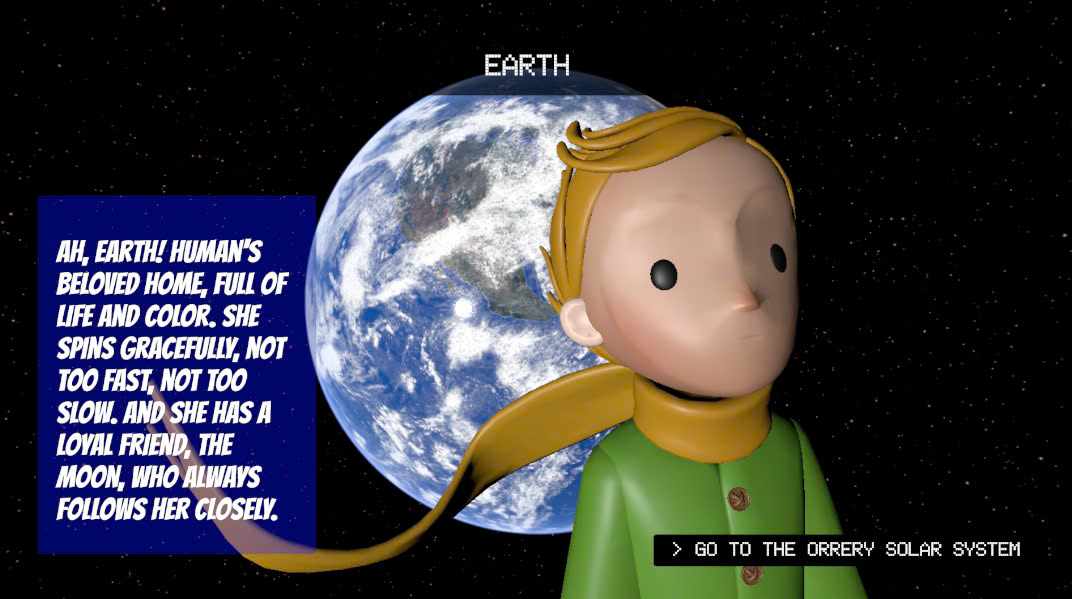 EARTH
AH, EARTH! HUMAN'S
BELOVED HOME, FULL OF
LIFE AND COLOR. SHE
SPINS GRACEFULLY, NOT
TOO FAST, NOT TOO
SLOW. AND SHE HAS A
LOYAL FRIEND, THE
MOON, WHO ALWAYS
FOLLOWS HER CLOSELY.
> GO TO THE ORRERY SOLAR SYSTEM